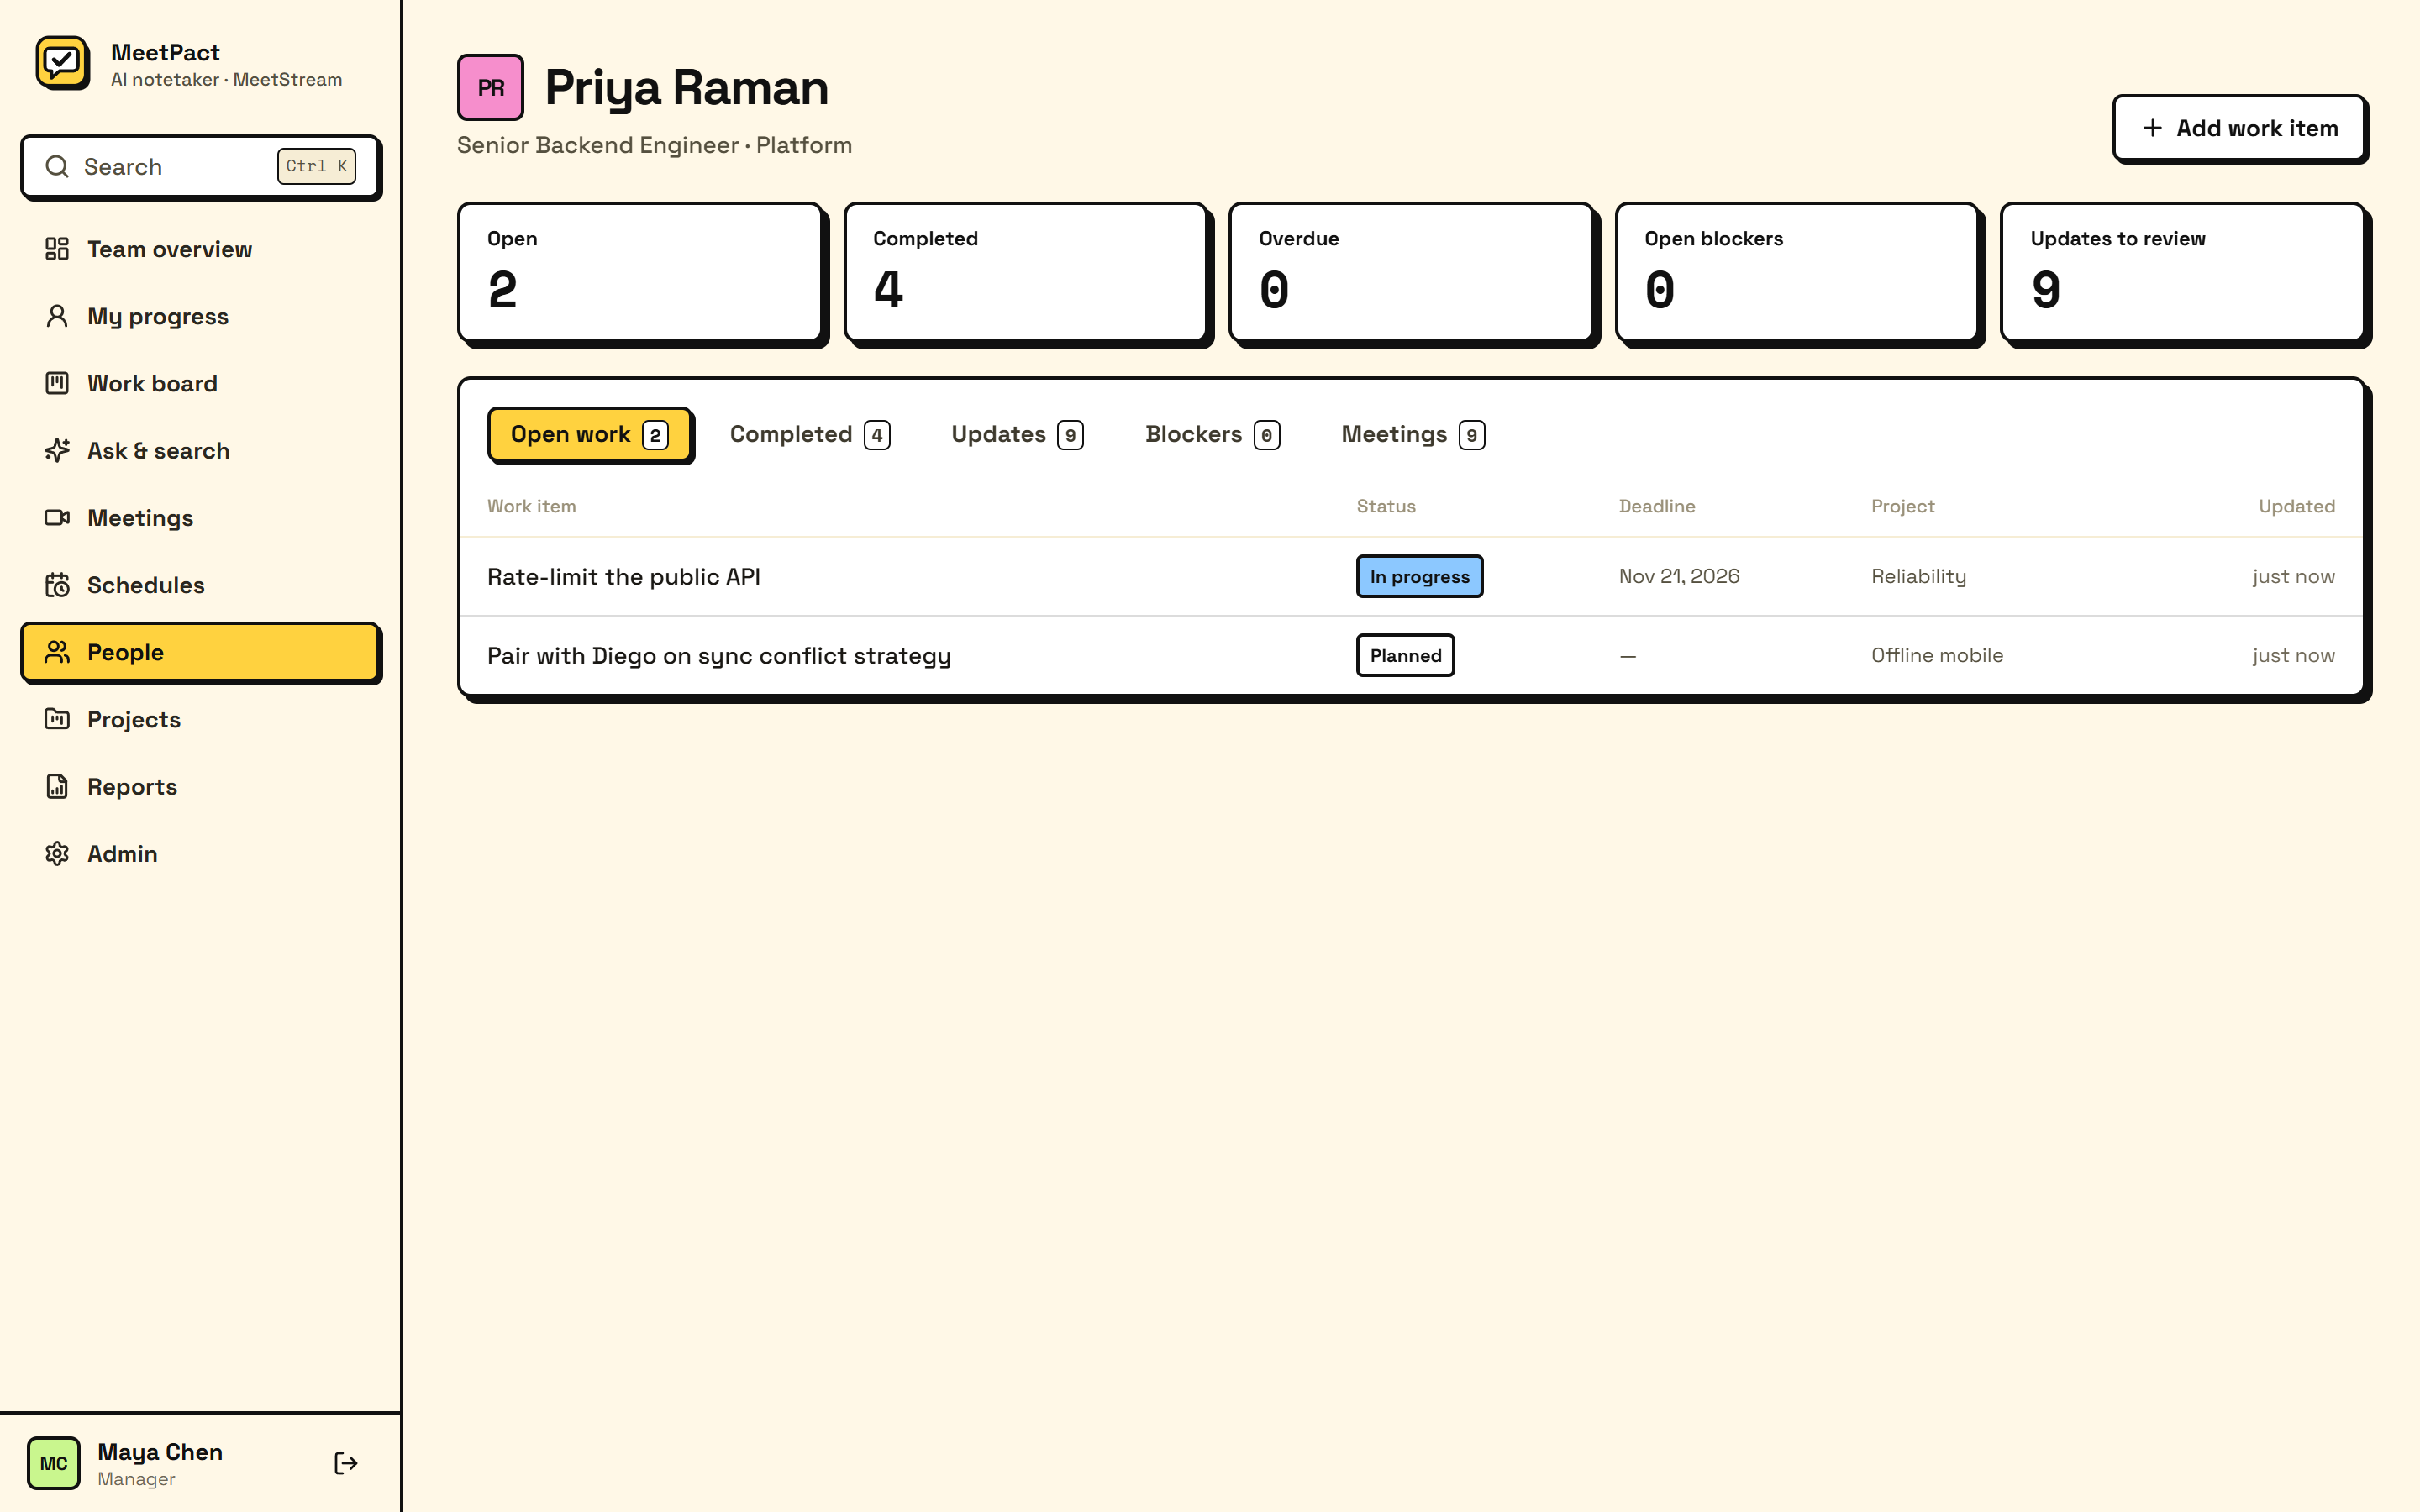 MeetPact
AI notetaker · MeetStream
Search
Ctrl K
Team overview
My progress
Work board
Ask & search
Meetings
Schedules
People
Projects
Reports
Admin
MC
Maya Chen
Manager
PR
Priya Raman
Senior Backend Engineer · Platform
Add work item
Open
2
Completed
4
Overdue
0
Open blockers
0
Updates to review
9
Open work 2 Completed 4 Updates 9 Blockers 0 Meetings 9
Work item Status Deadline Project Updated
Rate-limit the public API In progress Nov 21, 2026 Reliability just now
Pair with Diego on sync conflict strategy Planned — Offline mobile just now